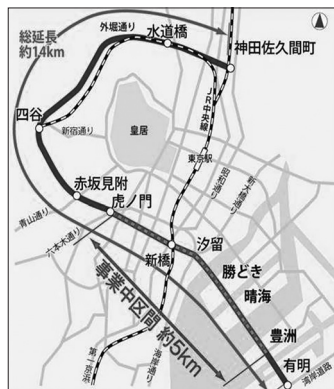 総延長
約14km
外堀通り
水道橋
神田佐久間町
JR中央線
四谷
新宿通り
皇居
東京駅
昭和通り
新大橋通り
赤坂見附
虎ノ門
青山通り
六本木通り
新橋
汐留
勝どき
晴海
事業中区間 約5km
豊洲
有明
第一京浜
海岸通り
湾岸道路